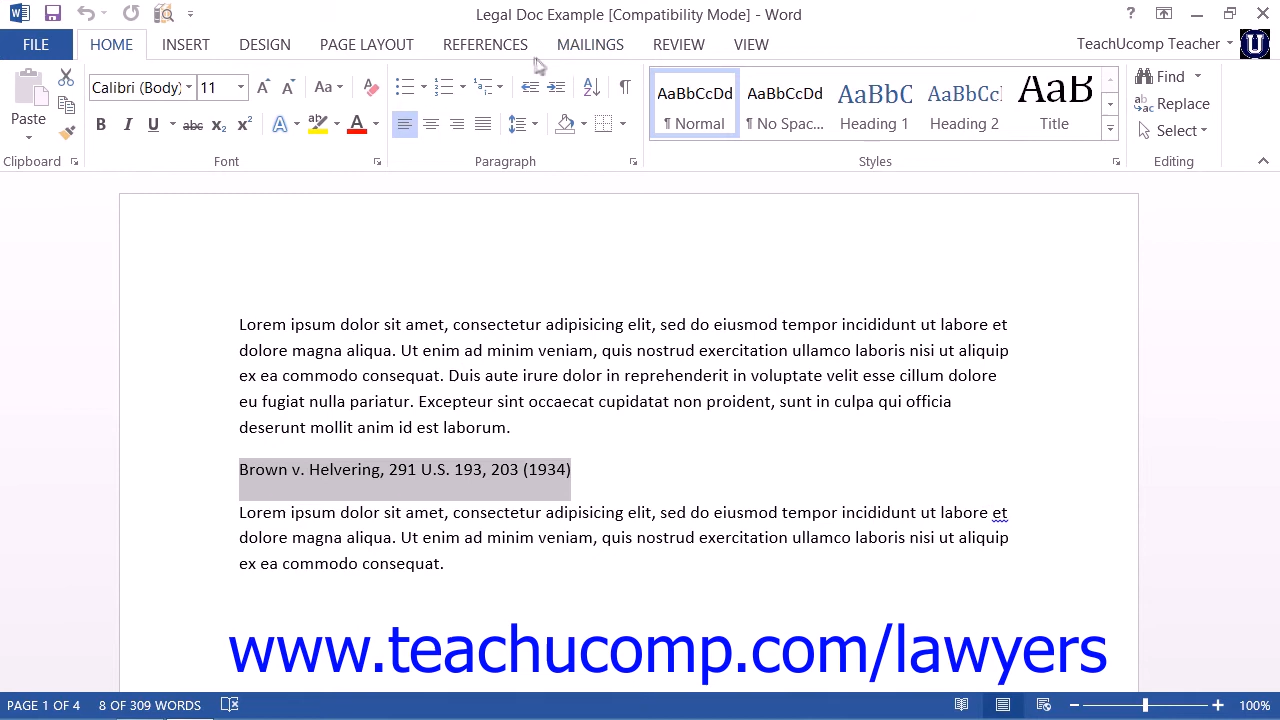 Legal Doc Example [Compatibility Mode] - Word
FILE HOME INSERT DESIGN PAGE LAYOUT REFERENCES MAILINGS REVIEW VIEW TeachUcomp Teacher U
Paste
Calibri (Body) 11 Aa
B I U abc X₂ X² A ab A
AaBbCcDd AaBbCcDd AaBbC AaBbCcI AaB
¶ Normal ¶ No Spac... Heading 1 Heading 2 Title
Find
Replace
Select
Clipboard Font Paragraph Styles Editing
Lorem ipsum dolor sit amet, consectetur adipisicing elit, sed do eiusmod tempor incididunt ut labore et
dolore magna aliqua. Ut enim ad minim veniam, quis nostrud exercitation ullamco laboris nisi ut aliquip
ex ea commodo consequat. Duis aute irure dolor in reprehenderit in voluptate velit esse cillum dolore
eu fugiat nulla pariatur. Excepteur sint occaecat cupidatat non proident, sunt in culpa qui officia
deserunt mollit anim id est laborum.
Brown v. Helvering, 291 U.S. 193, 203 (1934)
Lorem ipsum dolor sit amet, consectetur adipisicing elit, sed do eiusmod tempor incididunt ut labore et
dolore magna aliqua. Ut enim ad minim veniam, quis nostrud exercitation ullamco laboris nisi ut aliquip
ex ea commodo consequat.
www.teachucomp.com/lawyers
PAGE 1 OF 4 8 OF 309 WORDS 100%